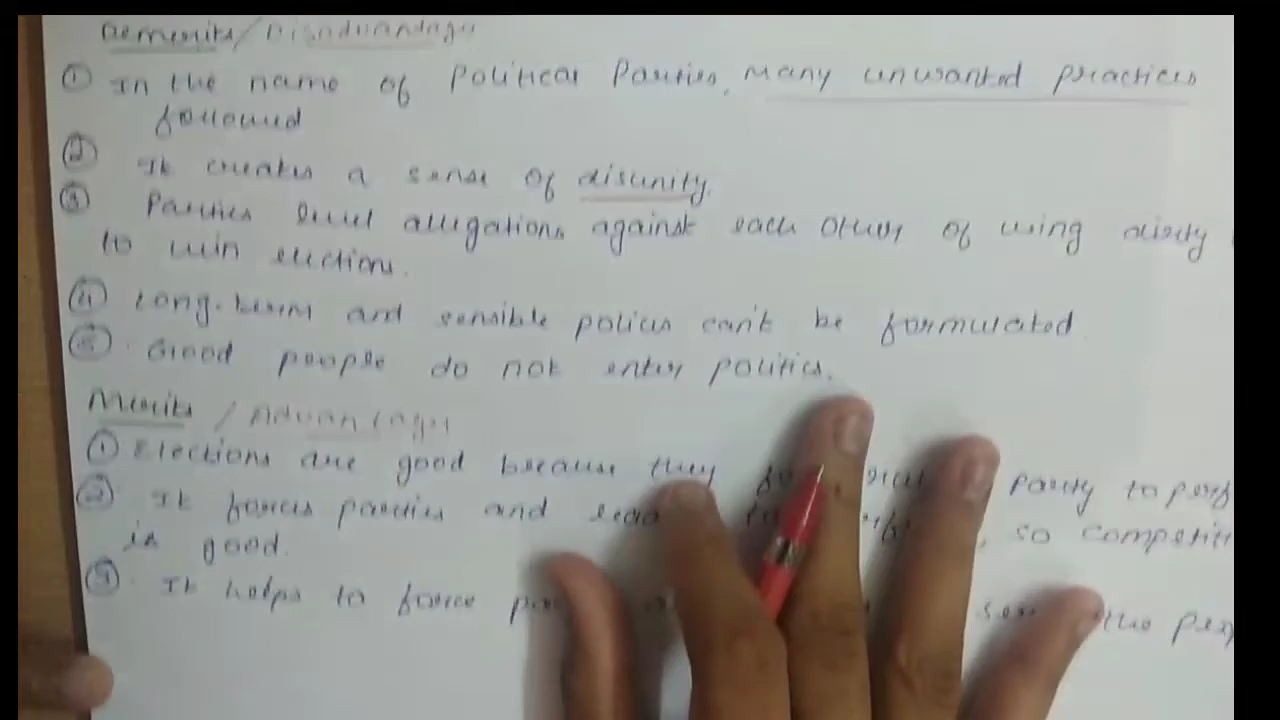 Demerits/Disadvantages
① In the name of Political Parties, many unwanted practices
followed
② It creates a sense of disunity.
③ Parties level allegations against each other of using dirty
to win elections.
④ Long-term and sensible policies can't be formulated
⑤ Good people do not enter politics.
Merits / Advantages
① Elections are good because they party to perf
② It forces parties and , so competiti
is good.
③ It helps to force the